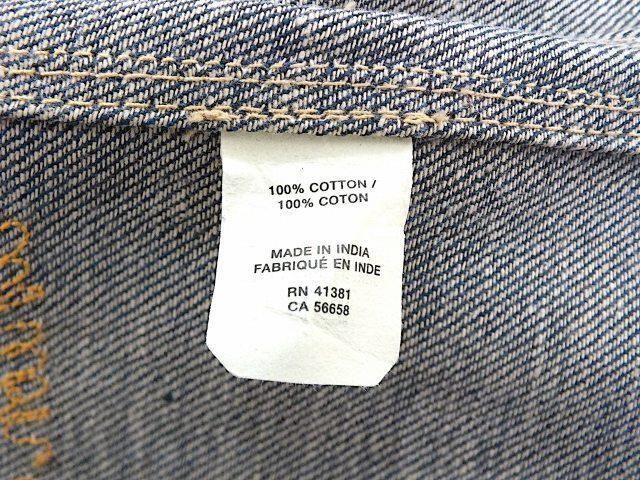 100% COTTON /
100% COTON
MADE IN INDIA
FABRIQUÉ EN INDE
RN 41381
CA 56658